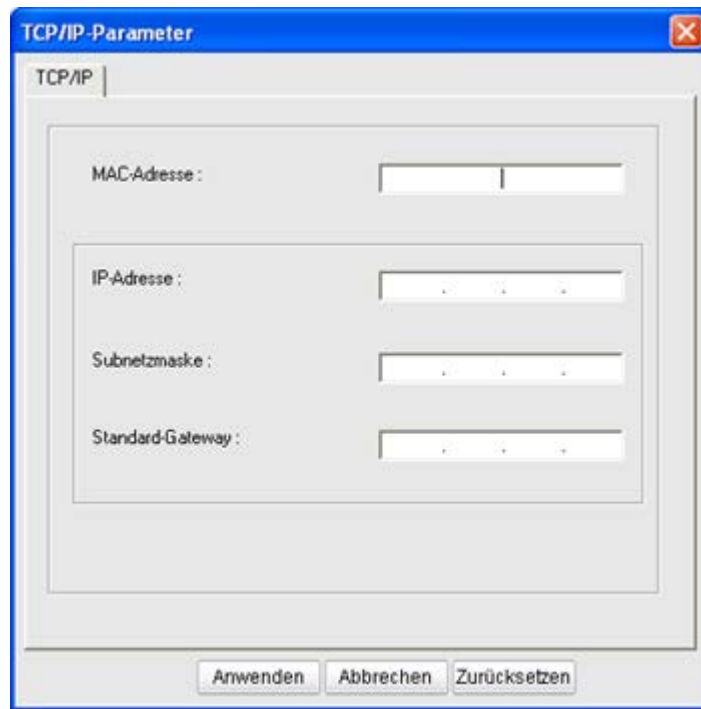 TCP/IP-Parameter
TCP/IP
MAC-Adresse :
IP-Adresse :
. . .
Subnetzmaske :
. . .
Standard-Gateway :
. . .
Anwenden Abbrechen Zurücksetzen